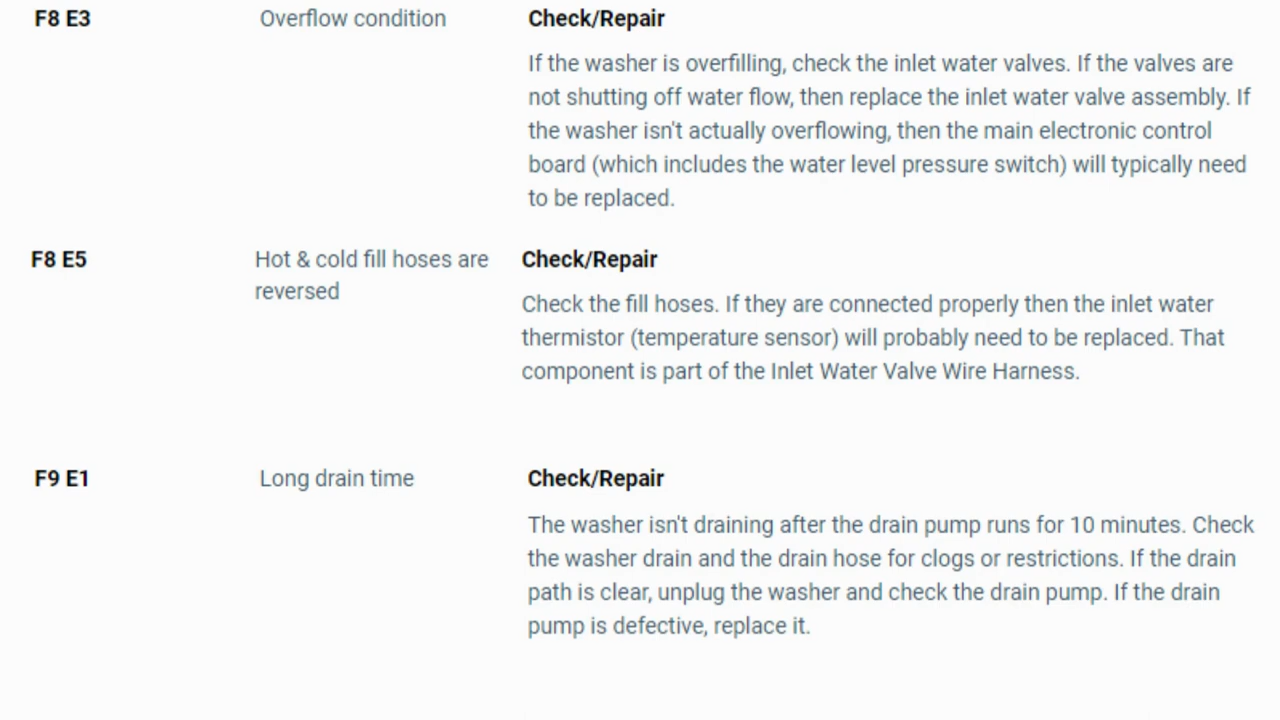 F8 E3 Overflow condition Check/Repair
If the washer is overfilling, check the inlet water valves. If the valves are
not shutting off water flow, then replace the inlet water valve assembly. If
the washer isn't actually overflowing, then the main electronic control
board (which includes the water level pressure switch) will typically need
to be replaced.
F8 E5 Hot & cold fill hoses are Check/Repair
reversed
Check the fill hoses. If they are connected properly then the inlet water
thermistor (temperature sensor) will probably need to be replaced. That
component is part of the Inlet Water Valve Wire Harness.
F9 E1 Long drain time Check/Repair
The washer isn't draining after the drain pump runs for 10 minutes. Check
the washer drain and the drain hose for clogs or restrictions. If the drain
path is clear, unplug the washer and check the drain pump. If the drain
pump is defective, replace it.